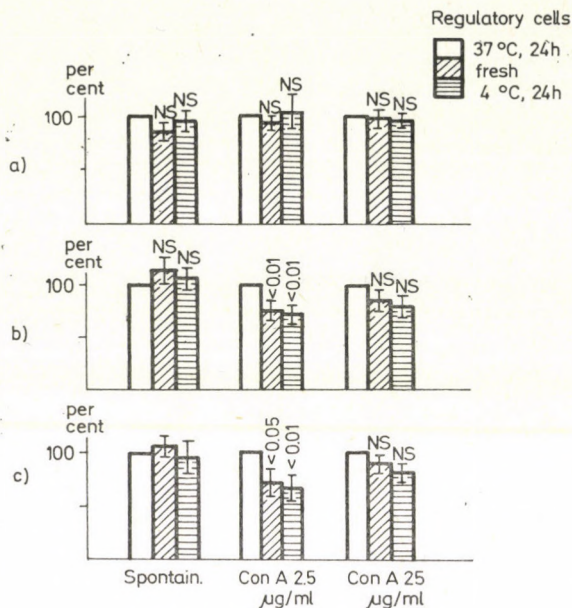 Regulatory cells
37 °C, 24h
fresh
4 °C, 24h
per
cent
100
NS
NS
NS
NS
NS
NS
a)
per
cent
100
NS
NS
< 0.01
< 0.01
NS
NS
b)
per
cent
100
< 0.05
< 0.01
NS
NS
c)
Spontain.
Con A 2.5
µg/ml
Con A 25
µg/ml